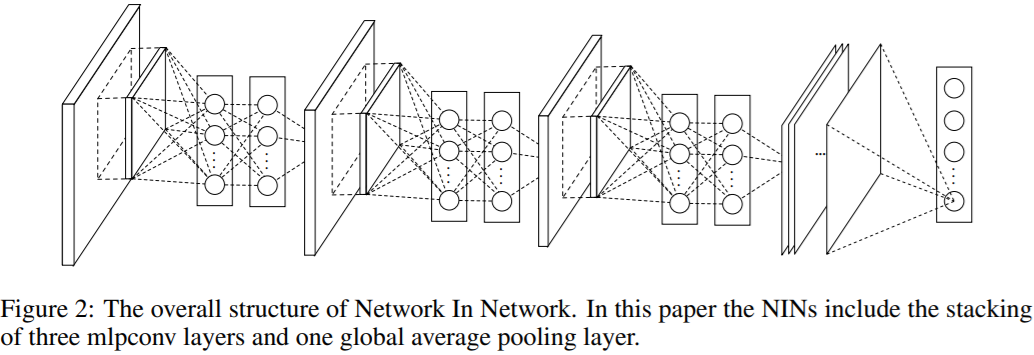 Figure 2: The overall structure of Network In Network. In this paper the NINs include the stacking
of three mlpconv layers and one global average pooling layer.